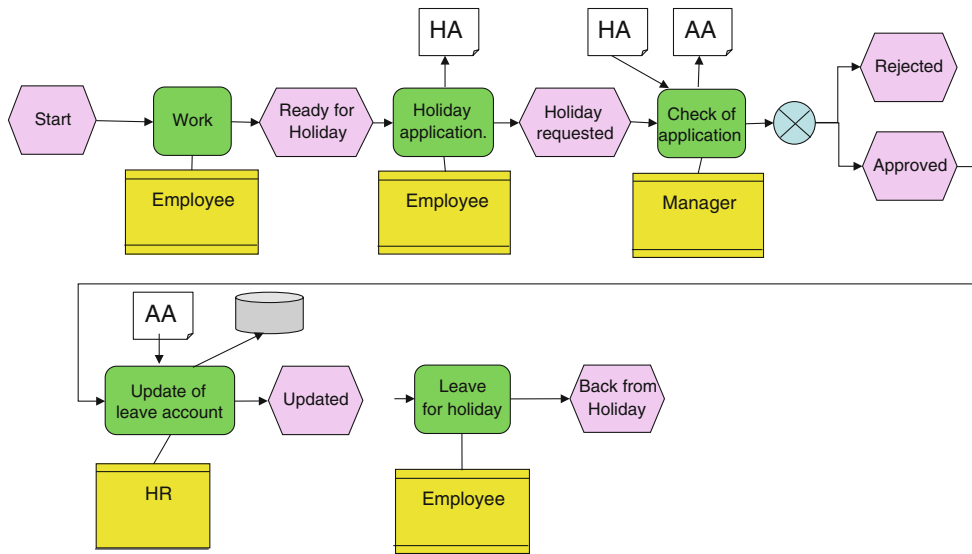 HA
HA
AA
Rejected
Start
Work
Ready for
Holiday
Holiday
application.
Holiday
requested
Check of
application
Approved
Employee
Employee
Manager
AA
Update of
leave account
Updated
Leave
for holiday
Back from
Holiday
HR
Employee